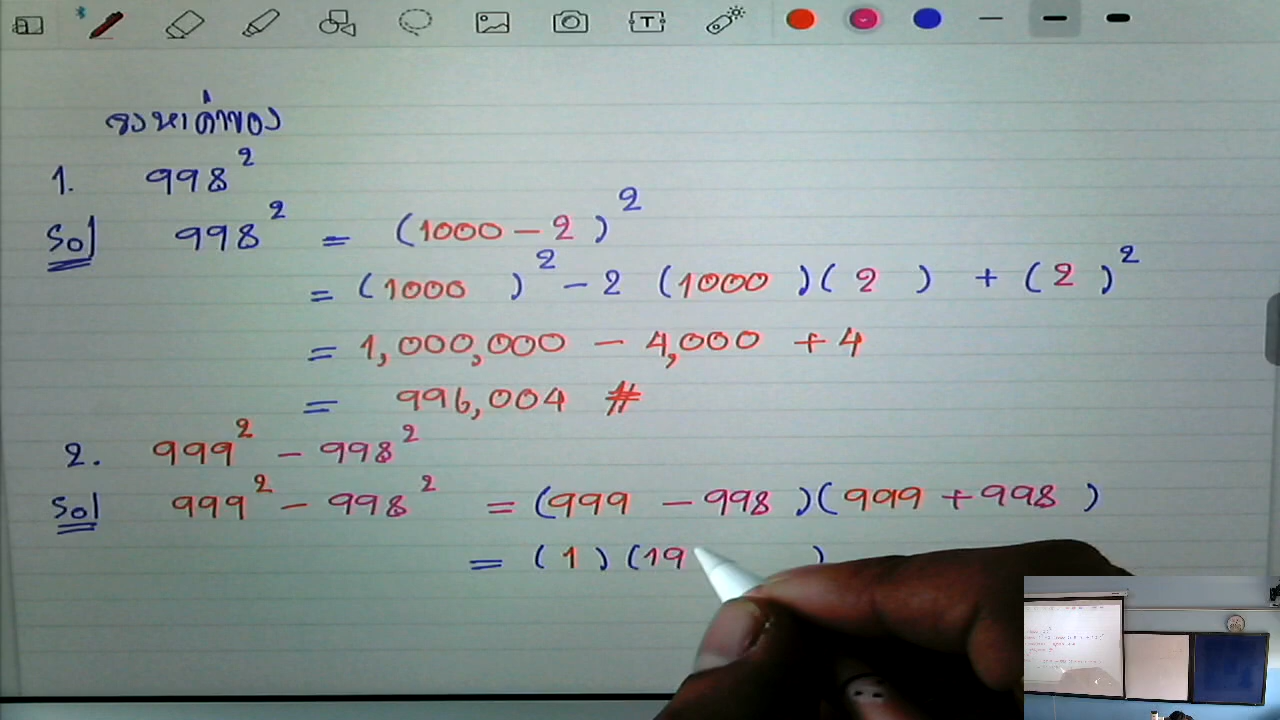 จงหาค่าของ
1. 998²
Sol 998² = (1000 - 2)²
= (1000 )² - 2 (1000 )( 2 ) + ( 2 )²
= 1,000,000 - 4,000 + 4
= 996,004 #
2. 999² - 998²
Sol 999² - 998² = (999 - 998 )( 999 + 998 )
= ( 1 ) (19 )